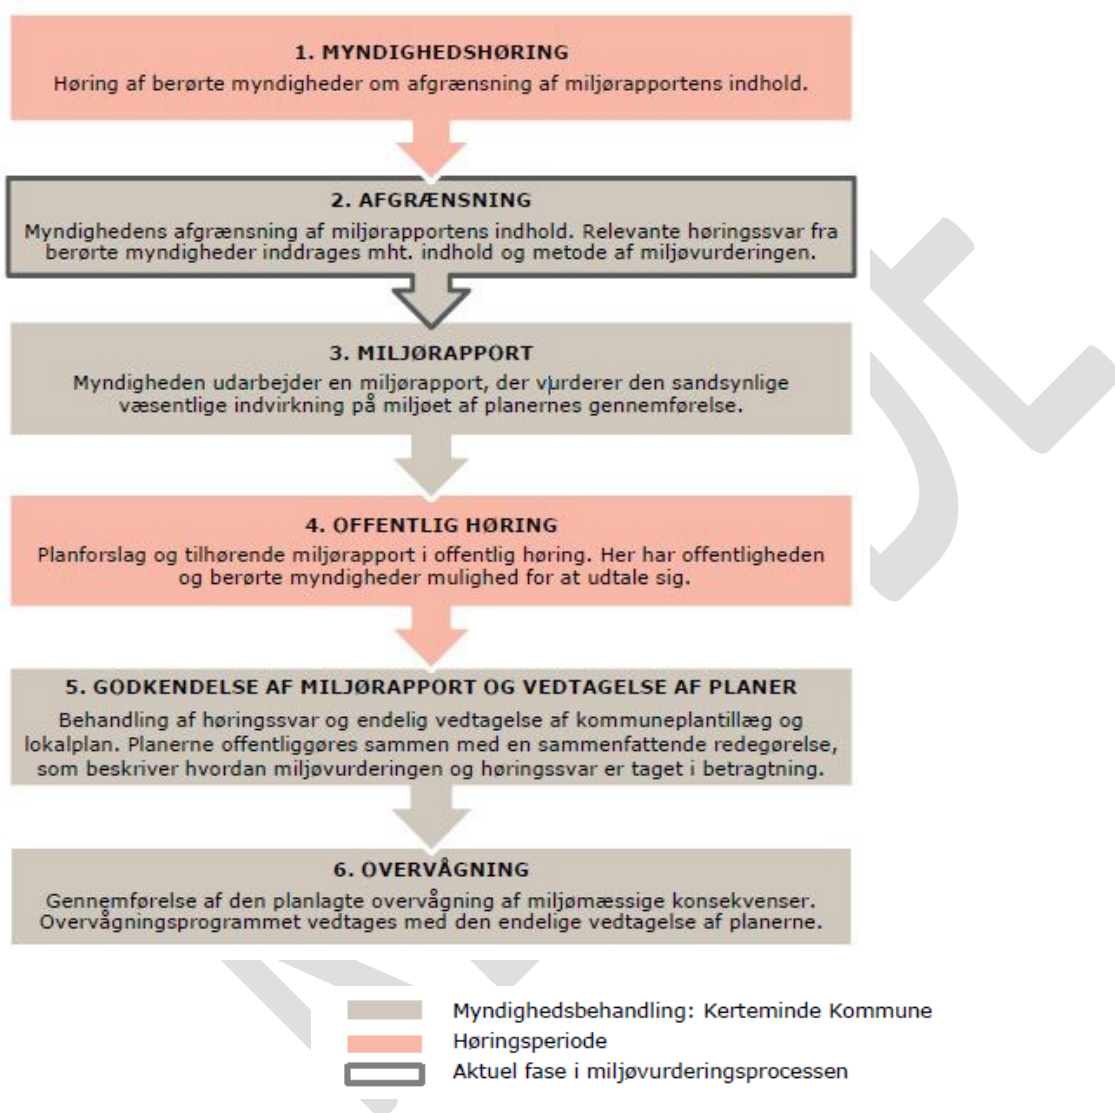 1. MYNDIGHEDSHØRING
Høring af berørte myndigheder om afgrænsning af miljørapportens indhold.
2. AFGRÆNSNING
Myndighedens afgrænsning af miljørapportens indhold. Relevante høringssvar fra
berørte myndigheder inddrages mht. indhold og metode af miljøvurderingen.
3. MILJØRAPPORT
Myndigheden udarbejder en miljørapport, der vurderer den sandsynlige
væsentlige indvirkning på miljøet af planernes gennemførelse.
4. OFFENTLIG HØRING
Planforslag og tilhørende miljørapport i offentlig høring. Her har offentligheden
og berørte myndigheder mulighed for at udtale sig.
5. GODKENDELSE AF MILJØRAPPORT OG VEDTAGELSE AF PLANER
Behandling af høringssvar og endelig vedtagelse af kommuneplantillæg og
lokalplan. Planerne offentliggøres sammen med en sammenfattende redegørelse,
som beskriver hvordan miljøvurderingen og høringssvar er taget i betragtning.
6. OVERVÅGNING
Gennemførelse af den planlagte overvågning af miljømæssige konsekvenser.
Overvågningsprogrammet vedtages med den endelige vedtagelse af planerne.
Myndighedsbehandling: Kerteminde Kommune
Høringsperiode
Aktuel fase i miljøvurderingsprocessen